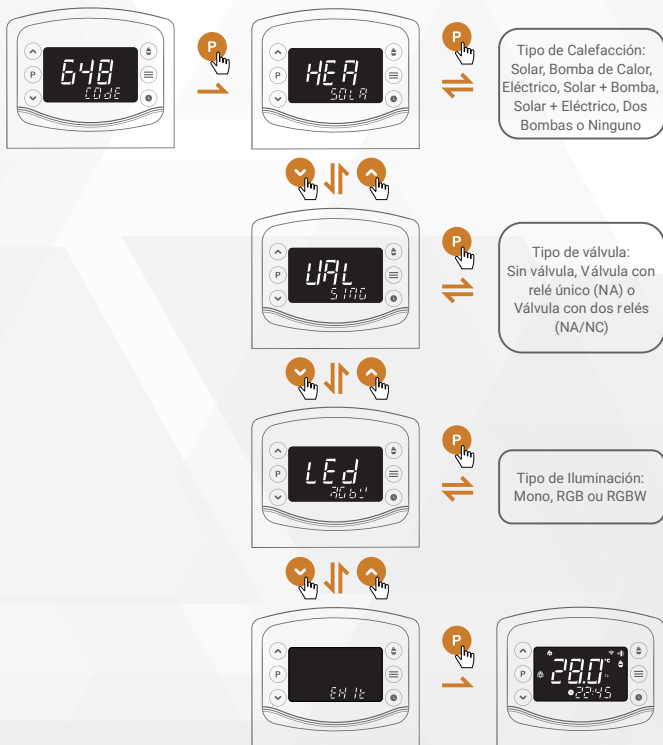 648
COdE
P
P
HEA
SOLA
P
P
Tipo de Calefacción:
Solar, Bomba de Calor,
Eléctrico, Solar + Bomba,
Solar + Eléctrico, Dos
Bombas o Ninguno
VAL
SING
P
P
Tipo de válvula:
Sin válvula, Válvula con
relé único (NA) o
Válvula con dos relés
(NA/NC)
LEd
RGbW
P
P
Tipo de Iluminación:
Mono, RGB ou RGBW
EHIt
P
P
28.0 °C
22:45
P